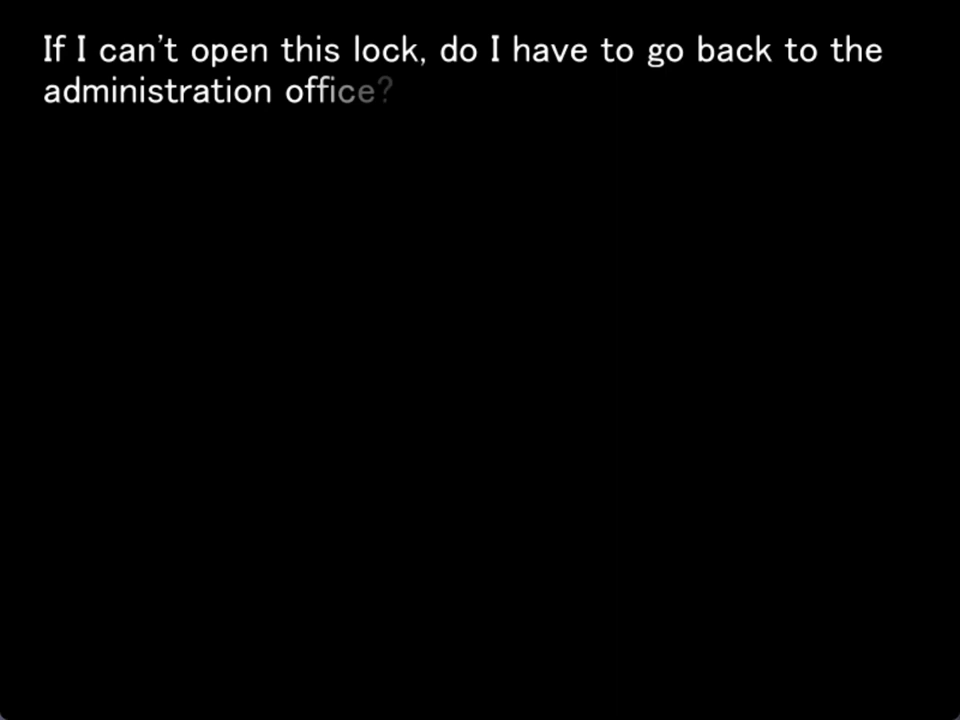 If I can't open this lock, do I have to go back to the
administration office?